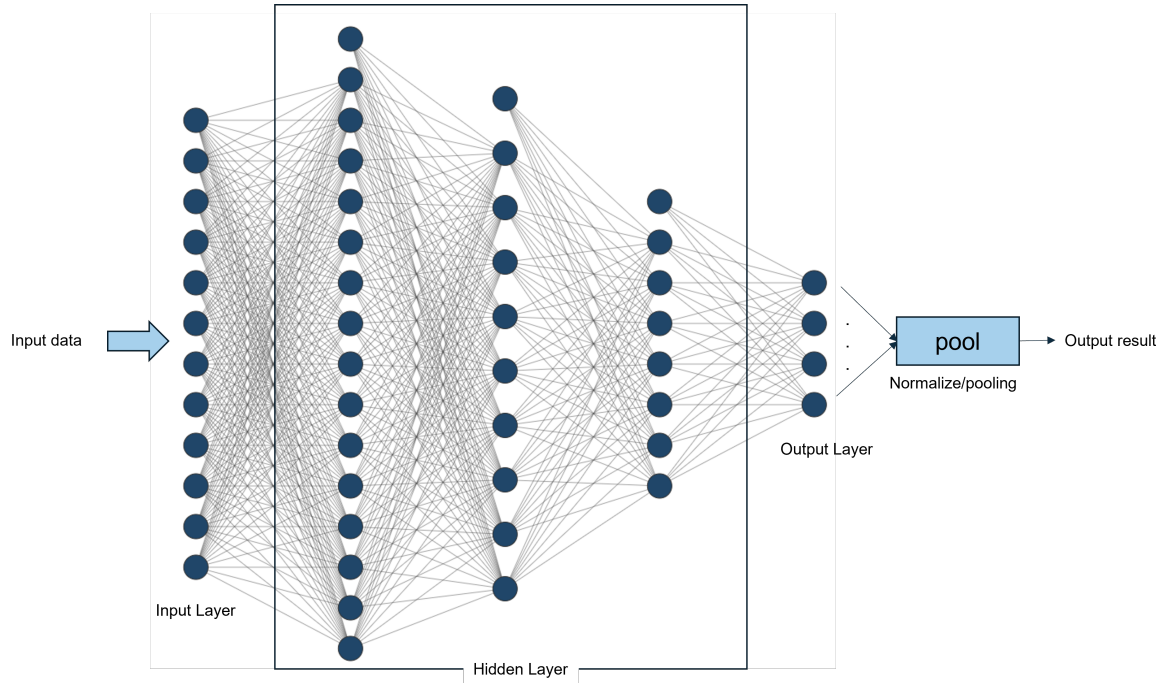 Input data
Input Layer
Hidden Layer
Output Layer
pool
Normalize/pooling
Output result